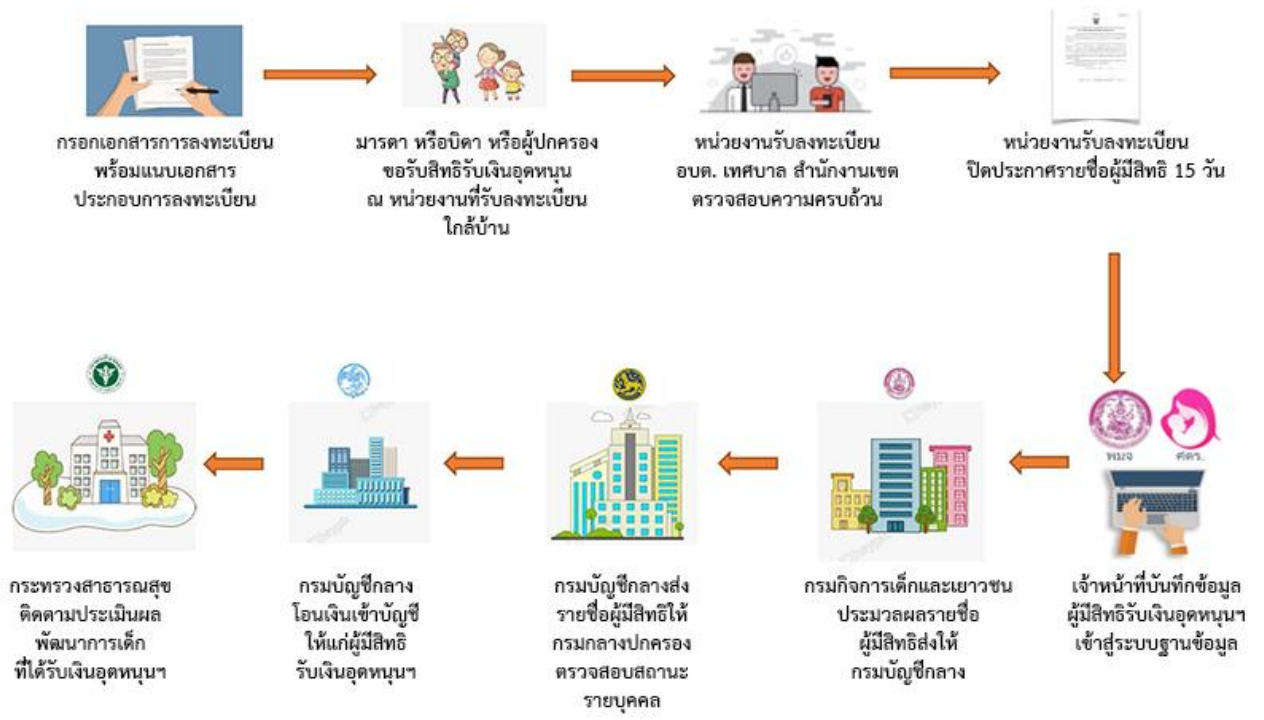 กรอกเอกสารการลงทะเบียน
พร้อมแนบเอกสาร
ประกอบการลงทะเบียน
มารดา หรือบิดา หรือผู้ปกครอง
ขอรับสิทธิรับเงินอุดหนุน
ณ หน่วยงานที่รับลงทะเบียน
ใกล้บ้าน
หน่วยงานรับลงทะเบียน
อบต. เทศบาล สำนักงานเขต
ตรวจสอบความครบถ้วน
หน่วยงานรับลงทะเบียน
ปิดประกาศรายชื่อผู้มีสิทธิ 15 วัน
พมจ
ศดร.
เจ้าหน้าที่บันทึกข้อมูล
ผู้มีสิทธิรับเงินอุดหนุนฯ
เข้าสู่ระบบฐานข้อมูล
กรมกิจการเด็กและเยาวชน
ประมวลผลรายชื่อ
ผู้มีสิทธิส่งให้
กรมบัญชีกลาง
กรมบัญชีกลางส่ง
รายชื่อผู้มีสิทธิให้
กรมกลางปกครอง
ตรวจสอบสถานะ
รายบุคคล
กรมบัญชีกลาง
โอนเงินเข้าบัญชี
ให้แก่ผู้มีสิทธิ
รับเงินอุดหนุนฯ
กระทรวงสาธารณสุข
ติดตามประเมินผล
พัฒนาการเด็ก
ที่ได้รับเงินอุดหนุนฯ